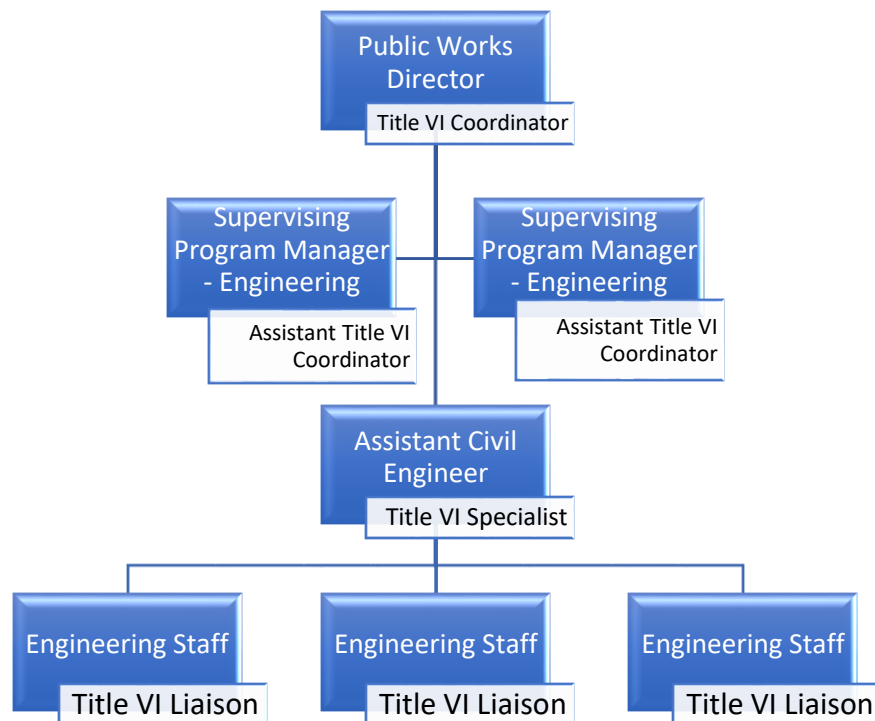 Public Works
Director
Title VI Coordinator
Supervising
Program Manager
- Engineering
Assistant Title VI
Coordinator
Supervising
Program Manager
- Engineering
Assistant Title VI
Coordinator
Assistant Civil
Engineer
Title VI Specialist
Engineering Staff
Title VI Liaison
Engineering Staff
Title VI Liaison
Engineering Staff
Title VI Liaison